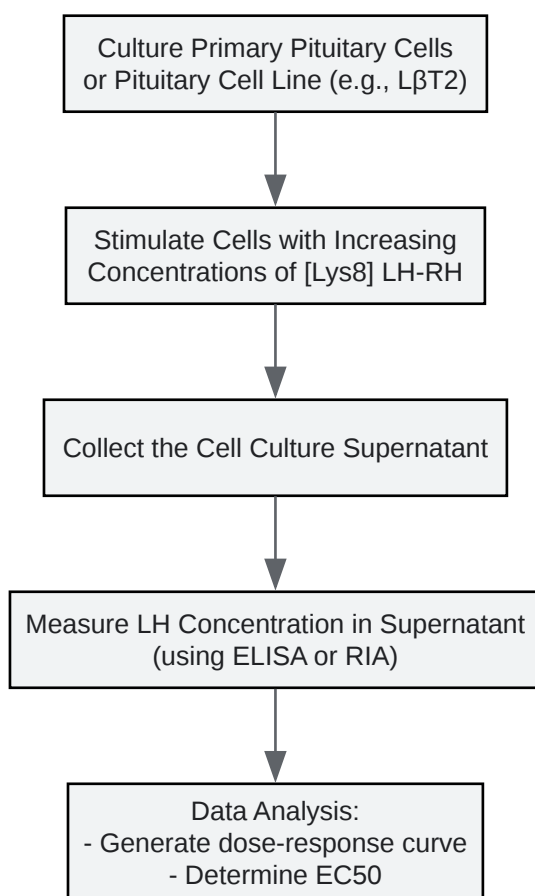 Culture Primary Pituitary Cells
or Pituitary Cell Line (e.g., LβT2)
Stimulate Cells with Increasing
Concentrations of [Lys8] LH-RH
Collect the Cell Culture Supernatant
Measure LH Concentration in Supernatant
(using ELISA or RIA)
Data Analysis:
- Generate dose-response curve
- Determine EC50